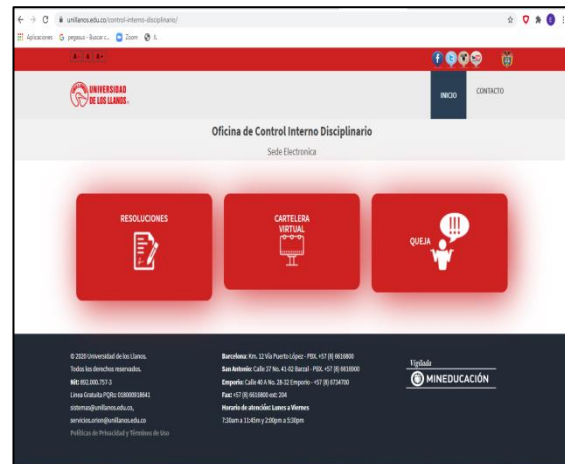 unillanos.edu.co/control-interno-disciplinario/
Aplicaciones
pegasus - Buscar c...
Zoom
A- A A+
UNIVERSIDAD
DE LOS LLANOS
INICIO
CONTACTO
Oficina de Control Interno Disciplinario
Sede Electronica
RESOLUCIONES
CARTELERA
VIRTUAL
QUEJA
© 2020 Universidad de los Llanos.
Todos los derechos reservados.
Nit: 892.000.757-3
Linea Gratuita PQRs: 018000918641
sistemas@unillanos.edu.co,
servicios.orion@unillanos.edu.co
Políticas de Privacidad y Términos de Uso
Barcelona: Km. 12 Vía Puerto López - PBX. +57 (8) 6616800
San Antonio: Calle 37 No. 41-02 Barzal - PBX. +57 (8) 6616900
Emporio: Calle 40 A No. 28-32 Emporio - +57 (8) 6734700
Fax: +57 (8) 6616800 ext: 204
Horario de atención: Lunes a Viernes
7:30am a 11:45m y 2:00pm a 5:30pm
Vigilada
MINEDUCACIÓN